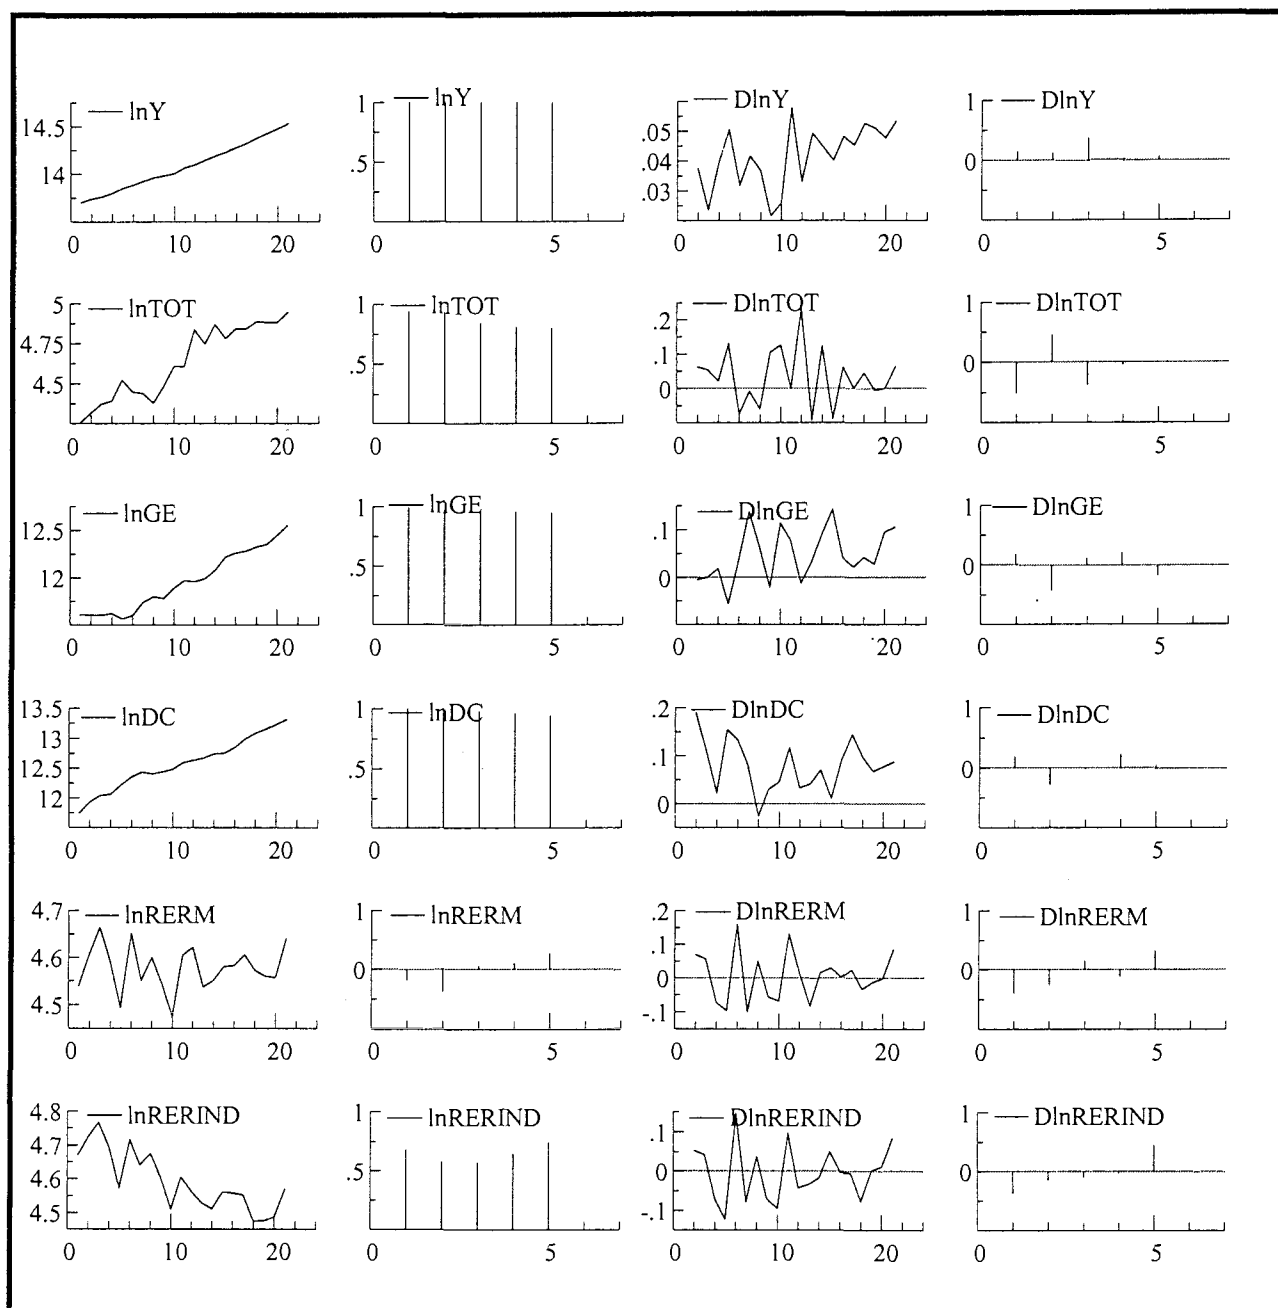 lnY lnY DlnY DlnY
14.5 14
1 .5
.05 .04 .03
1 0
0 10 20 0 5 0 10 20 0 5
lnTOT lnTOT DlnTOT DlnTOT
5 4.75 4.5
1 .5
.2 .1 0
1 0
0 10 20 0 5 0 10 20 0 5
lnGE lnGE DlnGE DlnGE
12.5 12
1 .5
.1 0
1 0
0 10 20 0 5 0 10 20 0 5
lnDC lnDC DlnDC DlnDC
13.5 13 12.5 12
1 .5
.2 .1 0
1 0
0 10 20 0 5 0 10 20 0 5
lnRERM lnRERM DlnRERM DlnRERM
4.7 4.6 4.5
1 0
.2 .1 0 -.1
1 0
0 10 20 0 5 0 10 20 0 5
lnRERIND lnRERIND DlnRERIND DlnRERIND
4.8 4.7 4.6 4.5
1 .5
.1 0 -.1
1 0
0 10 20 0 5 0 10 20 0 5